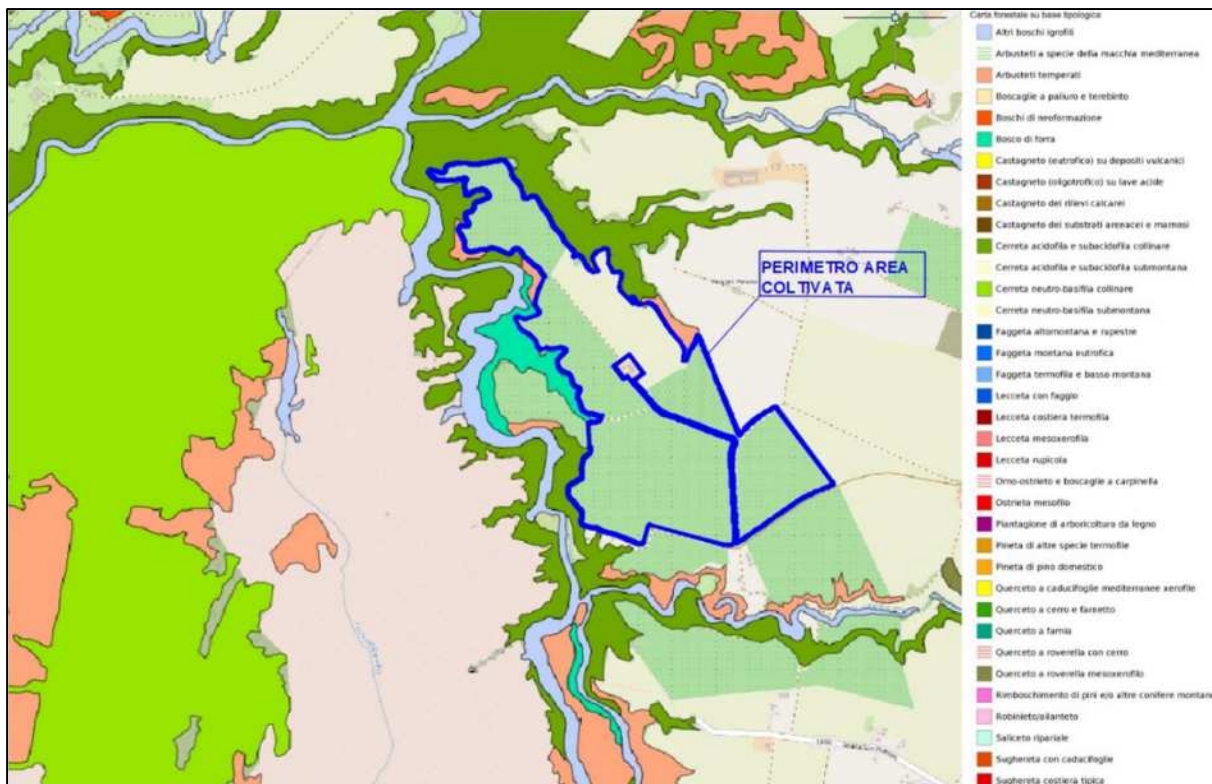 Carta forestale su base tipologica
Altri boschi igrofili
Arbusteti a specie della macchia mediterranea
Arbusteti temperati
Boscaglie a paliuro e terebinto
Boschi di neoformazione
Bosco di forra
Castagneto (eutrofico) su depositi vulcanici
Castagneto (oligotrofico) su lave acide
Castagneto dei rilievi calcarei
Castagneto dei substrati arenacei e marnosi
Cerreta acidofila e subacidofila collinare
Cerreta acidofila e subacidofila submontana
Cerreta neutro-basifila collinare
Cerreta neutro-basifila submontana
Faggeta altomontana e rupestre
Faggeta montana eutrofica
Faggeta termofila e basso montana
Lecceta con faggio
Lecceta costiera termofila
Lecceta mesoxerofila
Lecceta rupicola
Orno-ostrieto e boscaglie a carpinella
Ostrieta mesofilo
Piantagione di arboricoltura da legno
Pineta di altre specie termofile
Pineta di pino domestico
Querceto a caducifoglie mediterranee xerofile
Querceto a cerro e farnetto
Querceto a farnia
Querceto a roverella con cerro
Querceto a roverella mesoxerofilo
Rimboschimento di pini e/o altre conifere montane
Robinieto/ailanteto
Saliceto ripariale
Sughereta con caducifoglie
Sughereta costiera tipica
PERIMETRO AREA
COLTIVATA